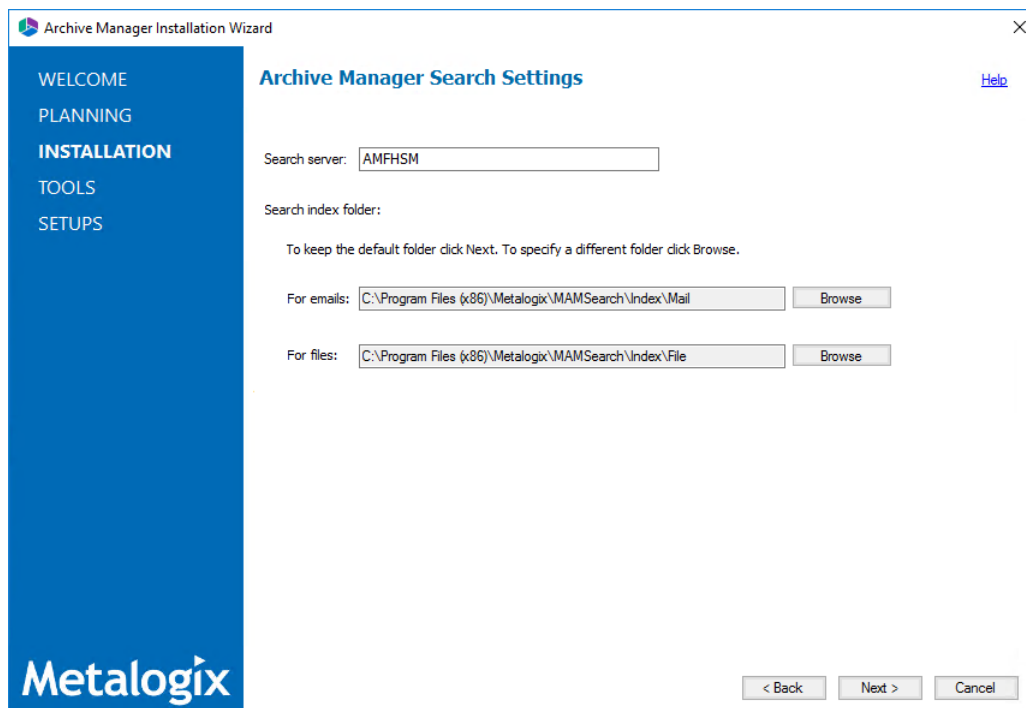 Archive Manager Installation Wizard
WELCOME
PLANNING
INSTALLATION
TOOLS
SETUPS
Metalogix
Archive Manager Search Settings
Help
Search server: AMFHSM
Search index folder:
To keep the default folder click Next. To specify a different folder click Browse.
For emails: C:\Program Files (x86)\Metalogix\MAMSearch\Index\Mail Browse
For files: C:\Program Files (x86)\Metalogix\MAMSearch\Index\File Browse
< Back Next > Cancel